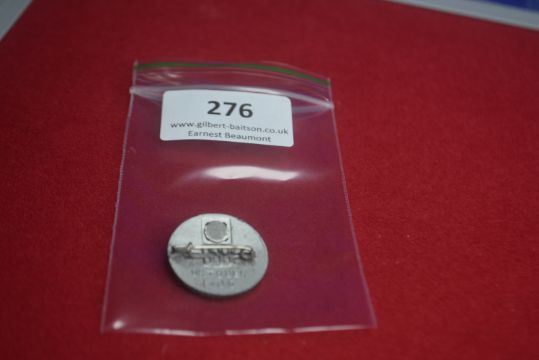 276
www.gilbert-baitson.co.uk
Earnest Beaumont